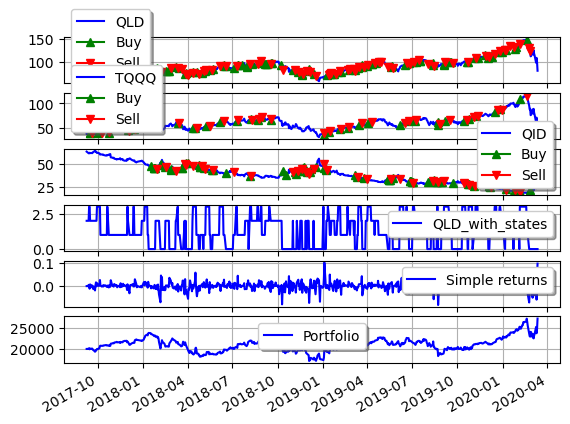 QLD
Buy
Sell
150
100
TQQQ
Buy
Sell
100
50
QID
Buy
Sell
50
25
QLD_with_states
2.5
0.0
Simple returns
0.1
0.0
Portfolio
25000
20000
2017-10
2018-01
2018-04
2018-07
2018-10
2019-01
2019-04
2019-07
2019-10
2020-01
2020-04